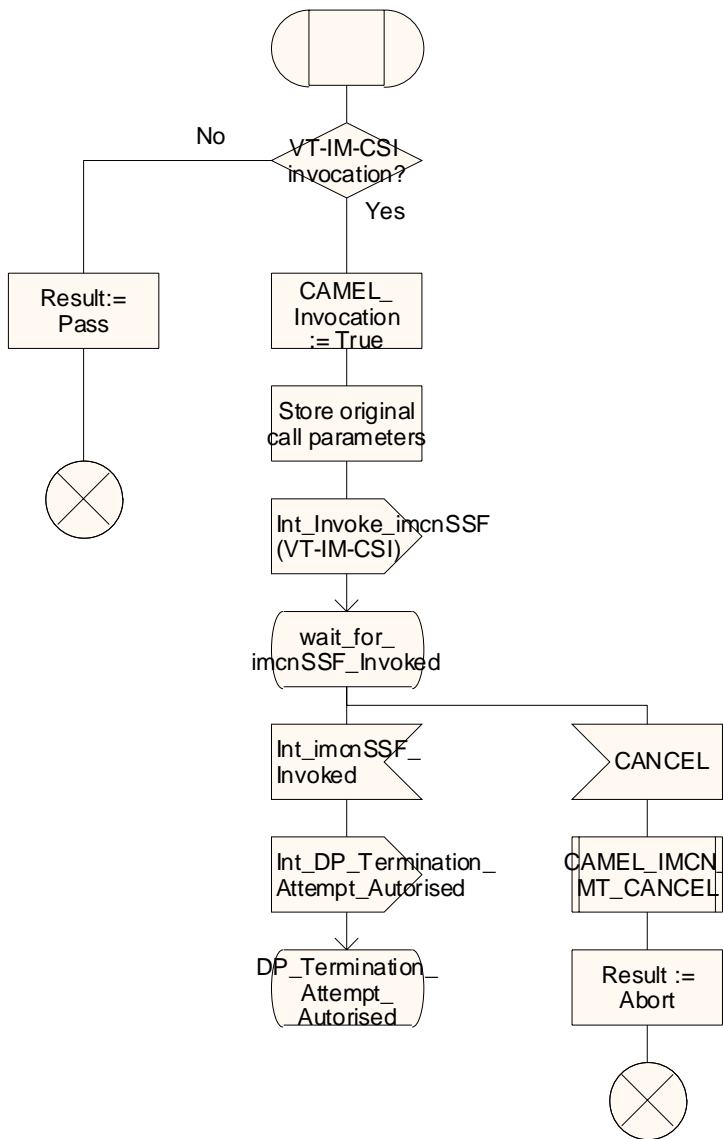 VT-IM-CSI
invocation?
No
Yes
Result:=
Pass
CAMEL_
Invocation
:= True
Store original
call parameters
Int_Invoke_imcnSSF
(VT-IM-CSI)
wait_for_
imcnSSF_Invoked
Int_imcnSSF_
Invoked
CANCEL
Int_DP_Termination_
Attempt_Autorised
CAMEL_IMCN_
MT_CANCEL
DP_Termination_
Attempt_
Autorised
Result :=
Abort